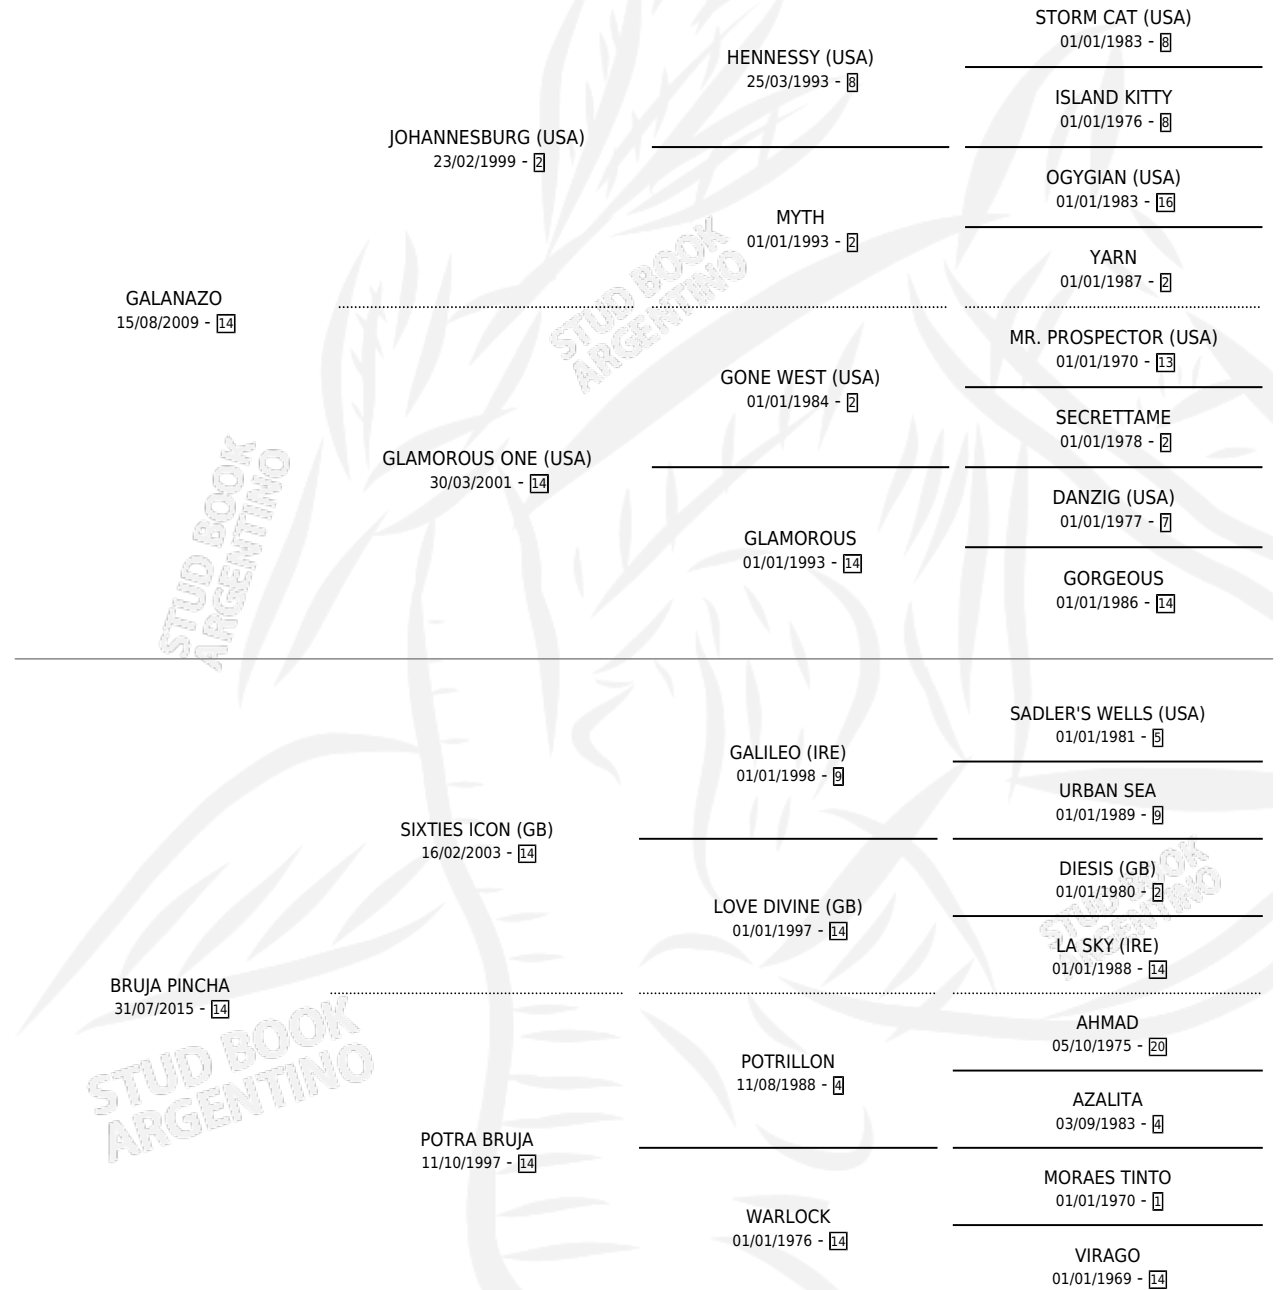 STORM CAT (USA)
01/01/1983 - 8
HENNESSY (USA)
25/03/1993 - 8
ISLAND KITTY
01/01/1976 - 8
JOHANNESBURG (USA)
23/02/1999 - 2
OGYGIAN (USA)
01/01/1983 - 16
MYTH
01/01/1993 - 2
YARN
01/01/1987 - 2
GALANAZO
15/08/2009 - 14
MR. PROSPECTOR (USA)
01/01/1970 - 13
GONE WEST (USA)
01/01/1984 - 2
SECRETTAME
01/01/1978 - 2
GLAMOROUS ONE (USA)
30/03/2001 - 14
DANZIG (USA)
01/01/1977 - 7
GLAMOROUS
01/01/1993 - 14
GORGEOUS
01/01/1986 - 14
STUD BOOK
ARGENTINO
STUD BOOK
ARGENTINO
SADLER'S WELLS (USA)
01/01/1981 - 5
GALILEO (IRE)
01/01/1998 - 9
URBAN SEA
01/01/1989 - 9
SIXTIES ICON (GB)
16/02/2003 - 14
DIESIS (GB)
01/01/1980 - 2
LOVE DIVINE (GB)
01/01/1997 - 14
LA SKY (IRE)
01/01/1988 - 14
STUD BOOK
ARGENTINO
BRUJA PINCHA
31/07/2015 - 14
AHMAD
05/10/1975 - 20
POTRILLON
11/08/1988 - 4
AZALITA
03/09/1983 - 4
POTRA BRUJA
11/10/1997 - 14
MORAES TINTO
01/01/1970 - 1
WARLOCK
01/01/1976 - 14
VIRAGO
01/01/1969 - 14
STUD BOOK
ARGENTINO